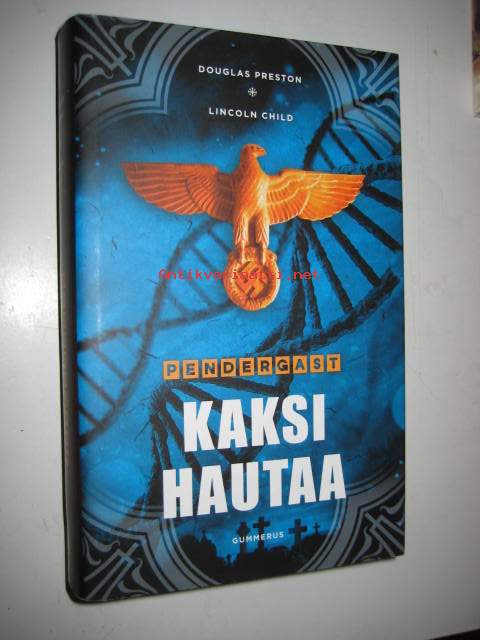 DOUGLAS PRESTON
LINCOLN CHILD
antikvariaatti.net
PENDERGAST
KAKSI
HAUTAA
GUMMERUS